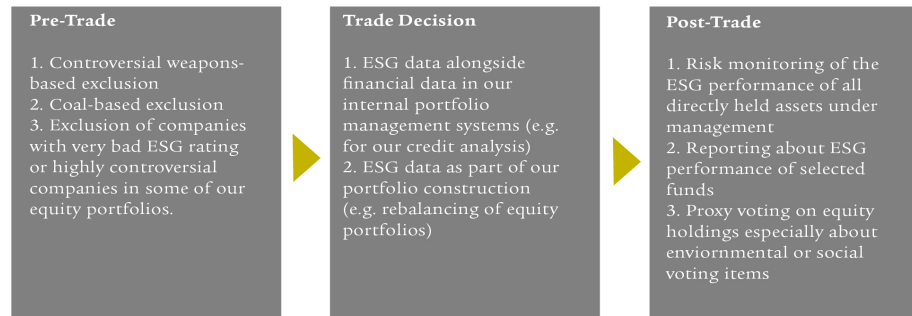 Pre-Trade
1. Controversial weapons-
based exclusion
2. Coal-based exclusion
3. Exclusion of companies
with very bad ESG rating
or highly controversial
companies in some of our
equity portfolios.
Trade Decision
1. ESG data alongside
financial data in our
internal portfolio
management systems (e.g.
for our credit analysis)
2. ESG data as part of our
portfolio construction
(e.g. rebalancing of equity
portfolios)
Post-Trade
1. Risk monitoring of the
ESG performance of all
directly held assets under
management
2. Reporting about ESG
performance of selected
funds
3. Proxy voting on equity
holdings especially about
enviornmental or social
voting items